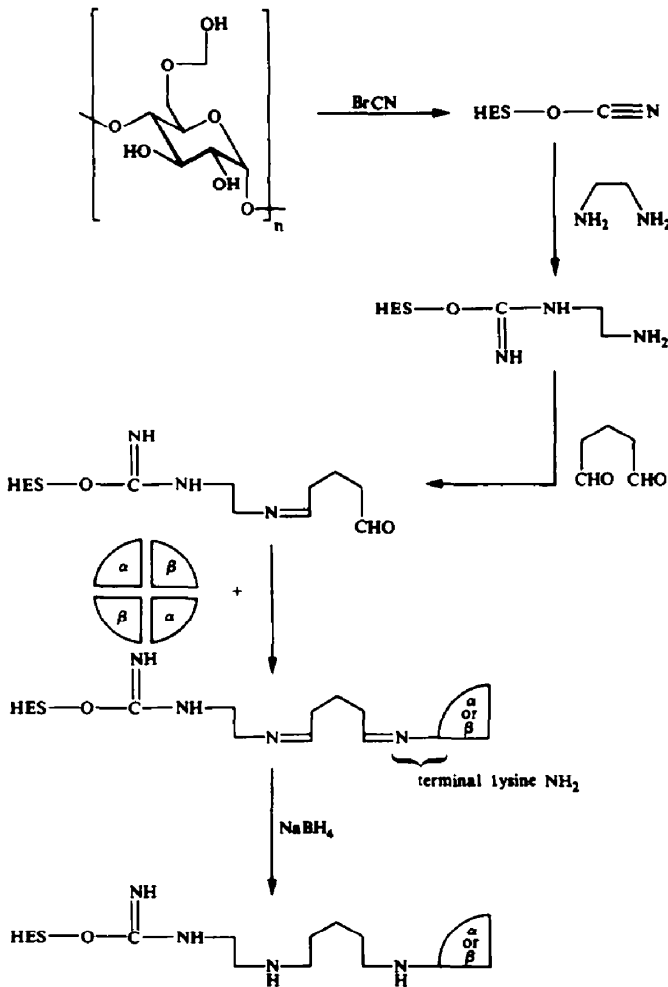 OH
O
O
O
HO
OH
O
n
BrCN
HES—O—C≡N
NH2 NH2
HES—O—C—NH
NH
NH2
NH
CHO CHO
HES—O—C—NH
N
CHO
α β
β α
+
NH
HES—O—C—NH
N N
α or β
terminal lysine NH2
NaBH4
NH
HES—O—C—NH
N H
N H
α or β